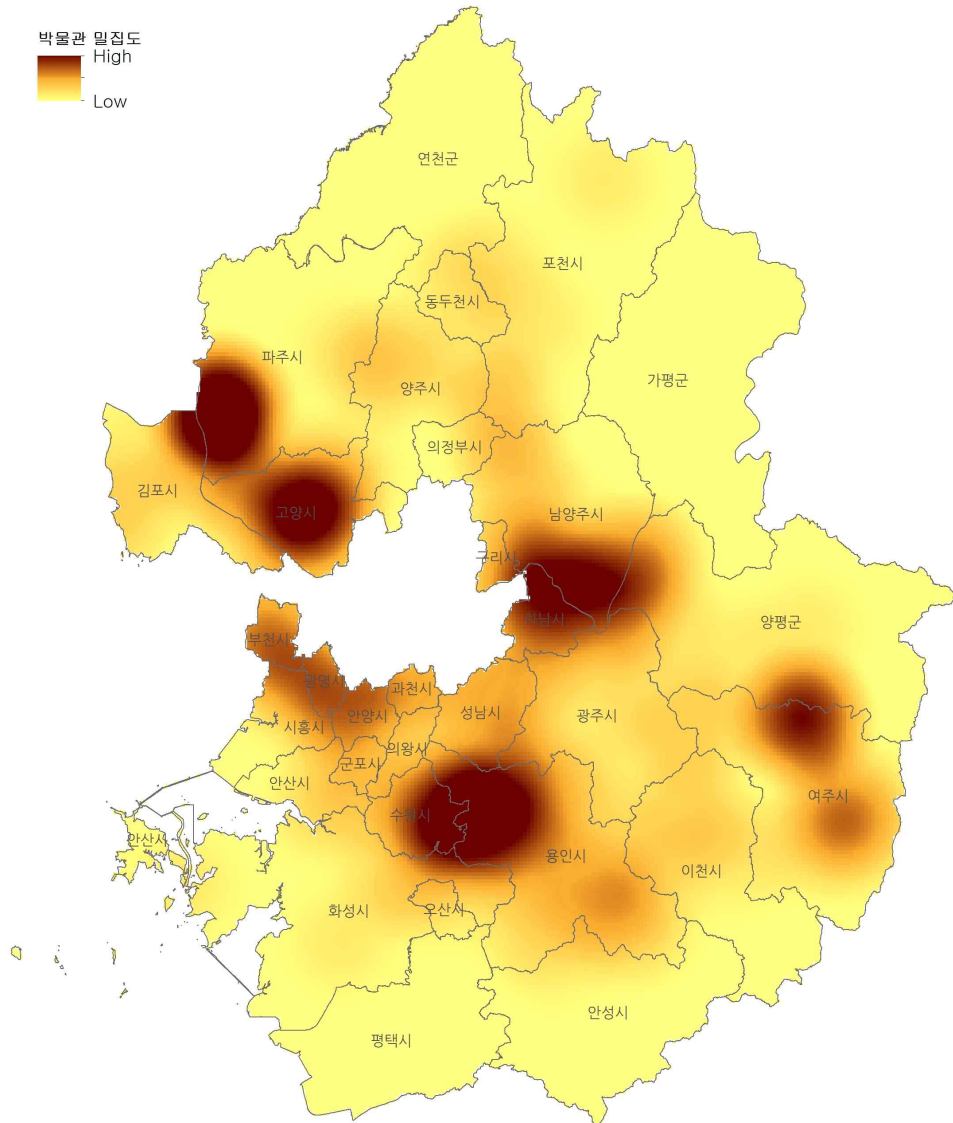 박물관 밀집도
High
Low
연천군
포천시
동두천시
파주시
가평군
양주시
의정부시
김포시
고양시
남양주시
구리시
하남시
양평군
부천시
광명시
과천시
안양시
성남시
광주시
시흥시
의왕시
군포시
안산시
여주시
수원시
안산시
용인시
이천시
화성시
오산시
안성시
평택시